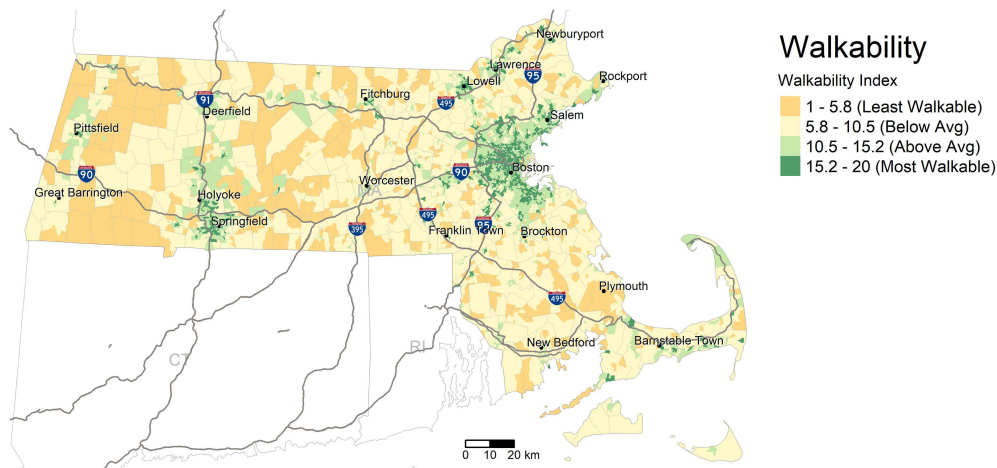 Newburyport
Lawrence
95
Rockport
Lowell
91
Fitchburg
495
Deerfield
Salem
Pittsfield
Boston
90
90
Worcester
Great Barrington
Holyoke
Springfield
495
395
Franklin Town
95
Brockton
Plymouth
495
New Bedford
Barnstable Town
RI
CT
0 10 20 km
Walkability
Walkability Index
1 - 5.8 (Least Walkable)
5.8 - 10.5 (Below Avg)
10.5 - 15.2 (Above Avg)
15.2 - 20 (Most Walkable)